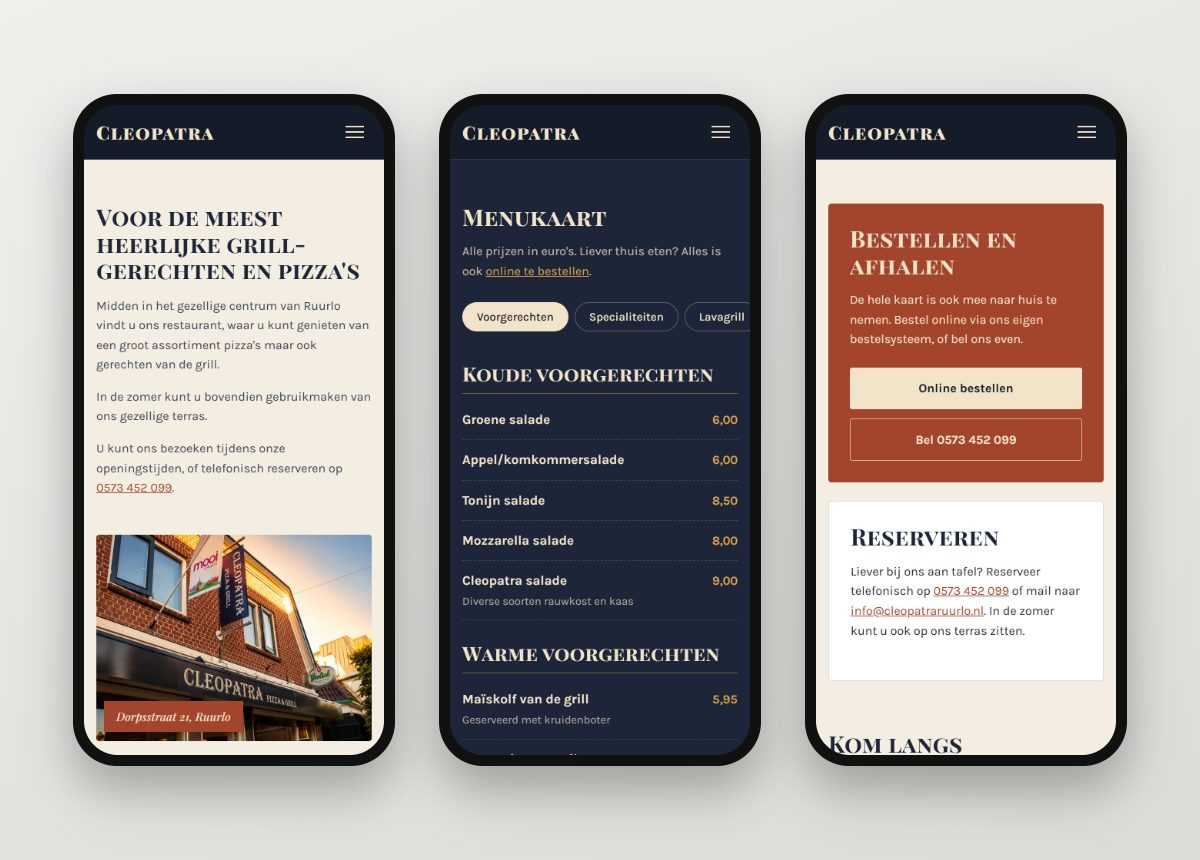 Cleopatra
Voor de meest
heerlijke grill-
gerechten en pizza's
Midden in het gezellige centrum van Ruurlo
vindt u ons restaurant, waar u kunt genieten van
een groot assortiment pizza's maar ook
gerechten van de grill.
In de zomer kunt u bovendien gebruikmaken van
ons gezellige terras.
U kunt ons bezoeken tijdens onze
openingstijden, of telefonisch reserveren op
0573 452 099.
mooi
CLEOPATRA
PIZZA & GRILL
CLEOPATRA PIZZA & GRILL
Grolsch
Dorpsstraat 21, Ruurlo
Cleopatra
Menukaart
Alle prijzen in euro's. Liever thuis eten? Alles is
ook online te bestellen.
Voorgerechten Specialiteiten Lavagrill
Koude voorgerechten
Groene salade 6,00
Appel/komkommersalade 6,00
Tonijn salade 8,50
Mozzarella salade 8,00
Cleopatra salade 9,00
Diverse soorten rauwkost en kaas
Warme voorgerechten
Maïskolf van de grill 5,95
Geserveerd met kruidenboter
Cleopatra
Bestellen en
afhalen
De hele kaart is ook mee naar huis te
nemen. Bestel online via ons eigen
bestelsysteem, of bel ons even.
Online bestellen
Bel 0573 452 099
Reserveren
Liever bij ons aan tafel? Reserveer
telefonisch op 0573 452 099 of mail naar
info@cleopatraruurlo.nl. In de zomer
kunt u ook op ons terras zitten.
Kom langs